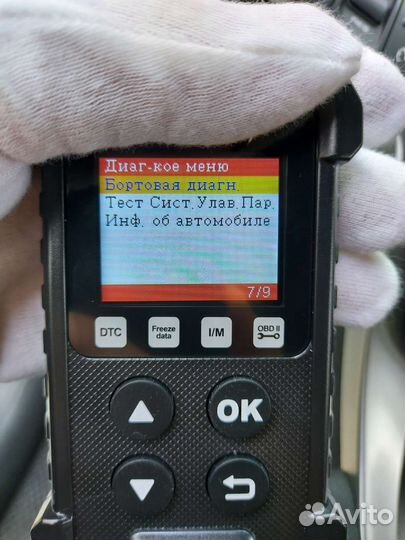 Диаг-кое меню
Бортовая диагн.
Тест Сист.Улав.Пар.
Инф. об автомобиле
7/9
DTC
Freeze data
I/M
OBD II
OK
Avito